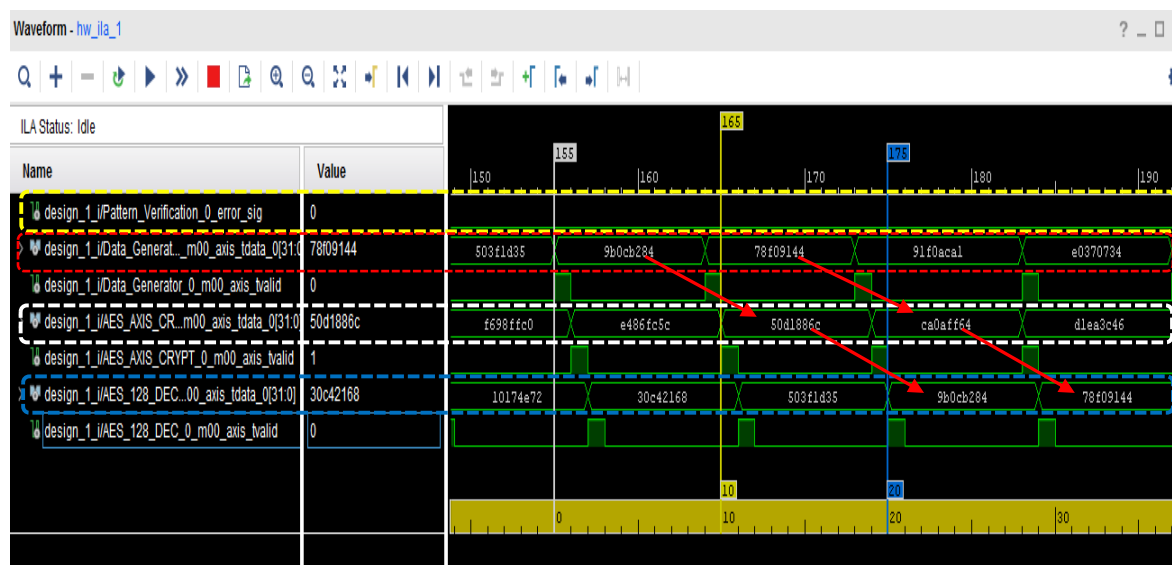 Waveform - hw_ila_1
? _
ILA Status: Idle
Name Value
165
155 175
150 160 170 180 190
design_1_i/Pattern_Verification_0_error_sig 0
design_1_i/Data_Generat..._m00_axis_tdata_0[31:0 78f09144 503f1d35 9b0cb284 78f09144 91f0aca1 e0370734
design_1_i/Data_Generator_0_m00_axis_tvalid 0
design_1_i/AES_AXIS_CR...m00_axis_tdata_0[31:0] 50d1886c f698ffc0 e486fc5c 50d1886c ca0aff64 d1ea3c46
design_1_i/AES_AXIS_CRYPT_0_m00_axis_tvalid 1
design_1_i/AES_128_DEC..00_axis_tdata_0[31:0] 30c42168 10174e72 30c42168 503f1d35 9b0cb284 78f09144
design_1_i/AES_128_DEC_0_m00_axis_tvalid 0
10 20
0 10 20 30